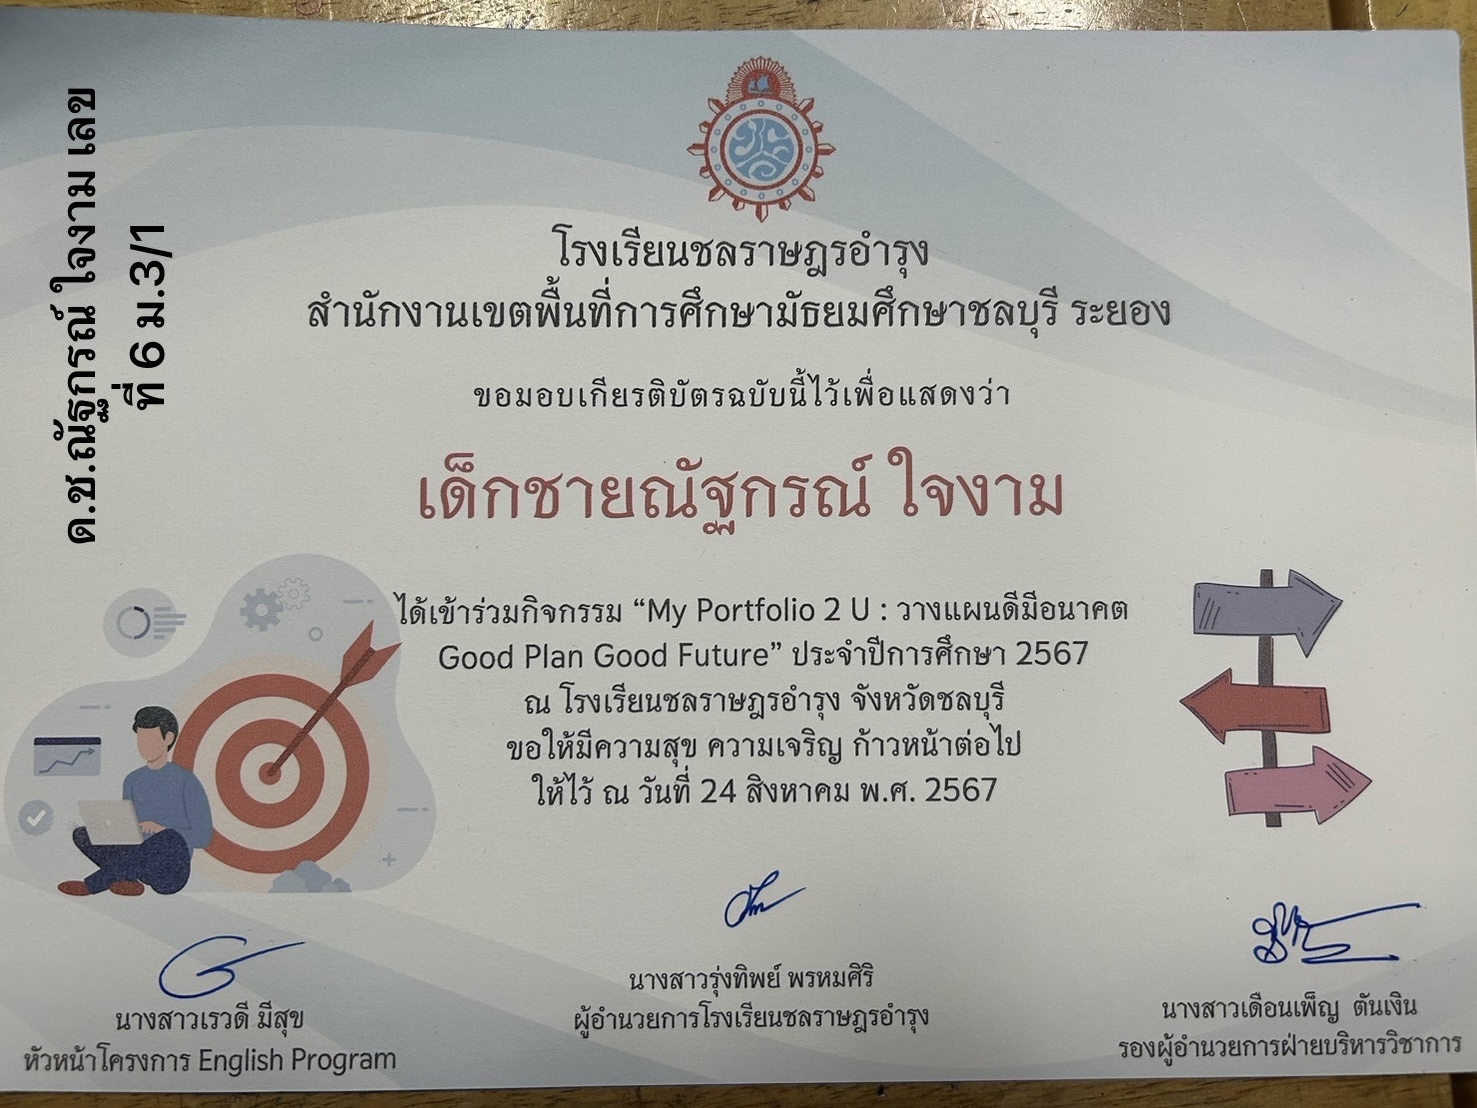 ด.ช.ณัฐกรณ์ ใจงาม เลข
ที่ 6 ม.3/1
โรงเรียนชลราษฎรอำรุง
สำนักงานเขตพื้นที่การศึกษามัธยมศึกษาชลบุรี ระยอง
ขอมอบเกียรติบัตรฉบับนี้ไว้เพื่อแสดงว่า
เด็กชายณัฐกรณ์ ใจงาม
ได้เข้าร่วมกิจกรรม “My Portfolio 2 U : วางแผนดีมีอนาคต
Good Plan Good Future” ประจำปีการศึกษา 2567
ณ โรงเรียนชลราษฎรอำรุง จังหวัดชลบุรี
ขอให้มีความสุข ความเจริญ ก้าวหน้าต่อไป
ให้ไว้ ณ วันที่ 24 สิงหาคม พ.ศ. 2567
นางสาวเรวดี มีสุข
หัวหน้าโครงการ English Program
นางสาวรุ่งทิพย์ พรหมศิริ
ผู้อำนวยการโรงเรียนชลราษฎรอำรุง
นางสาวเดือนเพ็ญ ตันเงิน
รองผู้อำนวยการฝ่ายบริหารวิชาการ